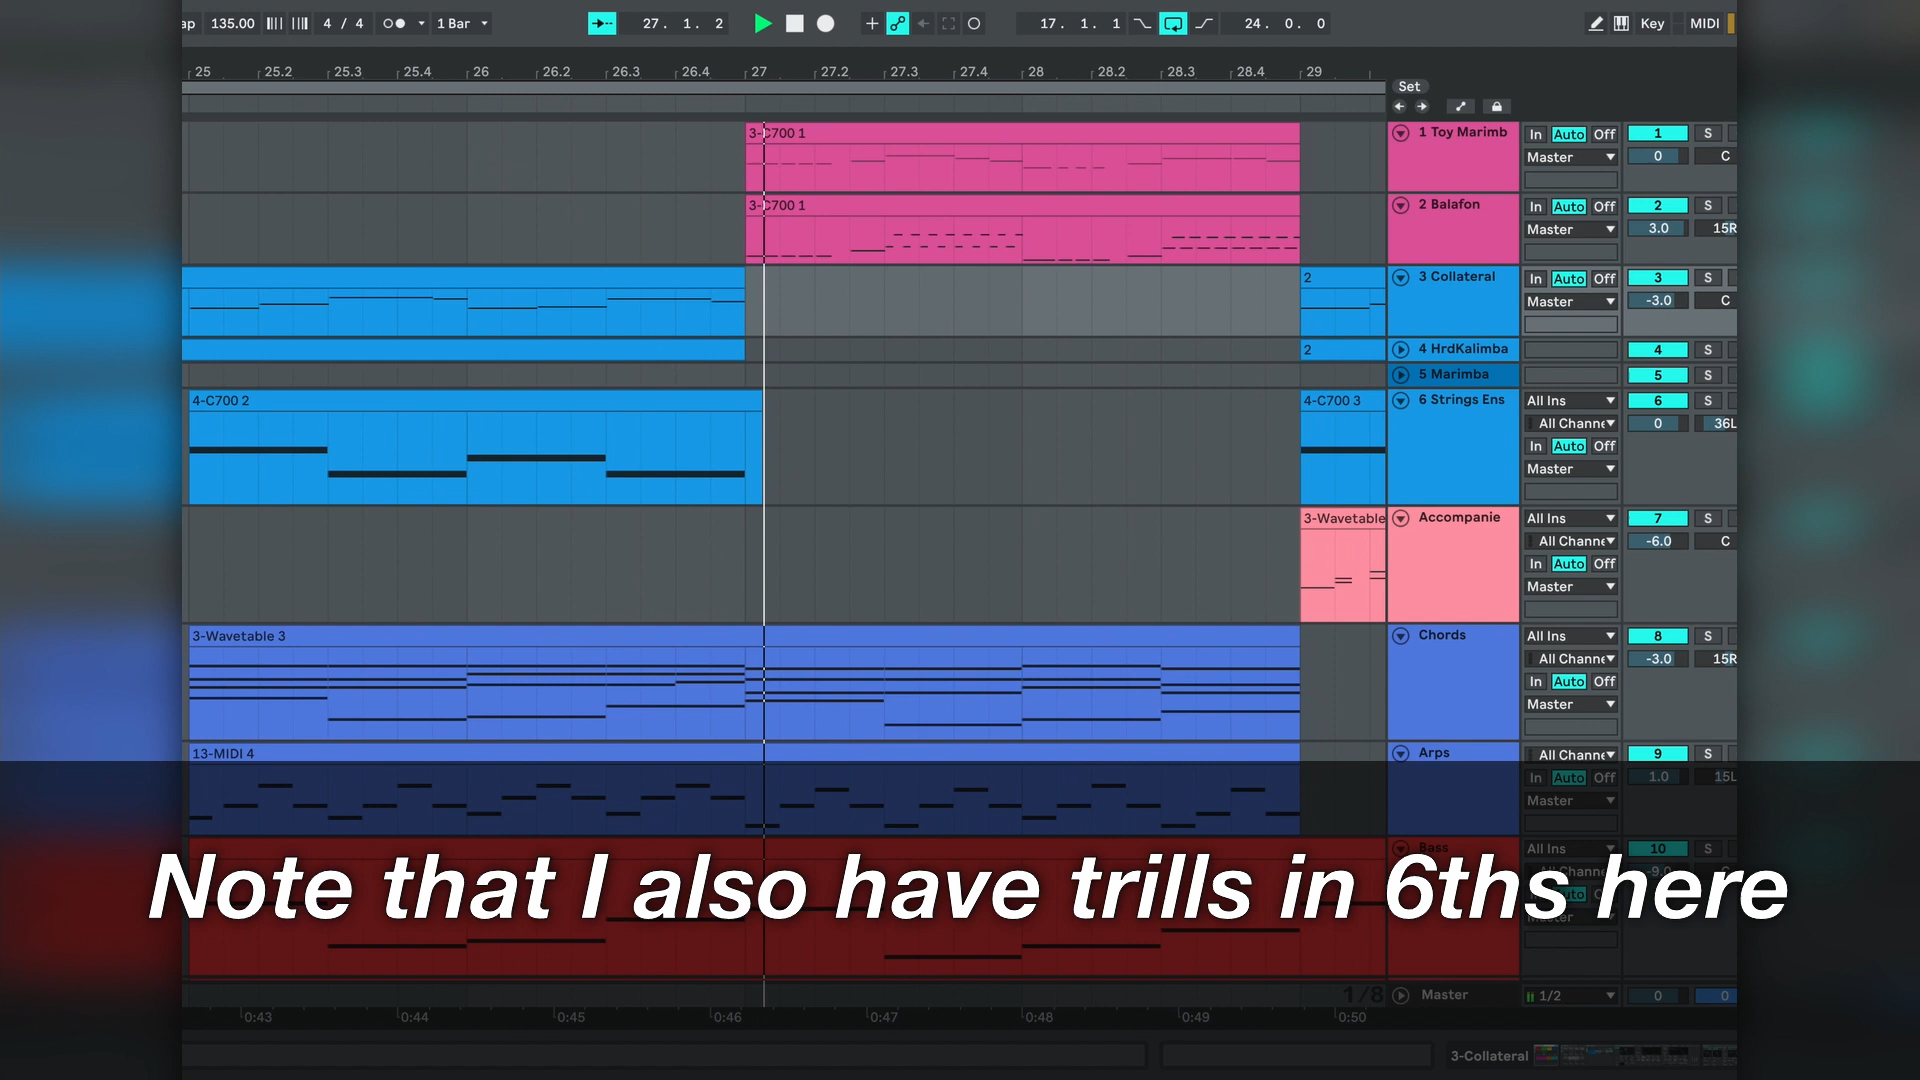 ap 135.00 4 / 4 1 Bar 27. 1. 2 17. 1. 1 24. 0. 0 Key MIDI
25 25.2 25.3 25.4 26 26.2 26.3 26.4 27 27.2 27.3 27.4 28 28.2 28.3 28.4 29
Set
3-C700 1 1 Toy Marimb In Auto Off 1 S
Master 0 C
3-C700 1 2 Balafon In Auto Off 2 S
Master 3.0 15R
2 3 Collateral In Auto Off 3 S
Master -3.0 C
2 4 HrdKalimba 4 S
5 Marimba 5 S
4-C700 2 4-C700 3 6 Strings Ens All Ins 6 S
All Channe 0 36L
In Auto Off
Master
3-Wavetable Accompanie All Ins 7 S
All Channe -6.0 C
In Auto Off
Master
3-Wavetable 3 Chords All Ins 8 S
All Channe -3.0 15R
In Auto Off
Master
13-MIDI 4 Arps All Channe 9 S
In Auto Off 1.0 15L
Master
Bass All Ins 10 S
Note that I also have trills in 6ths here
Master
1/8 Master 1/2 0 0
0:43 0:44 0:45 0:46 0:47 0:48 0:49 0:50
3-Collateral